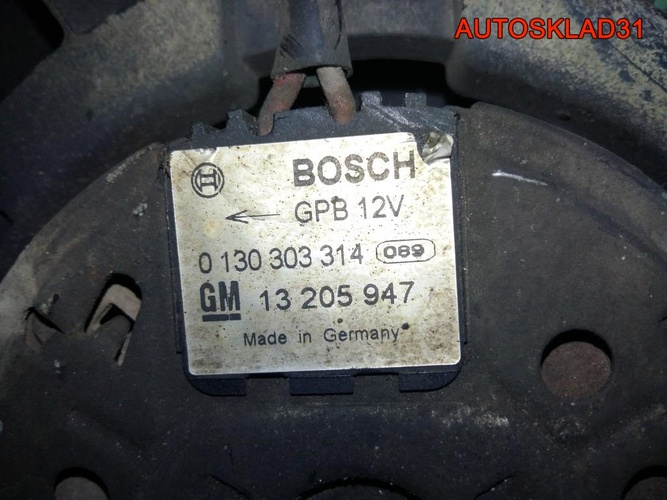 AUTOSKLAD31
BOSCH
GPB 12V
0 130 303 314 089
GM 13 205 947
Made in Germany